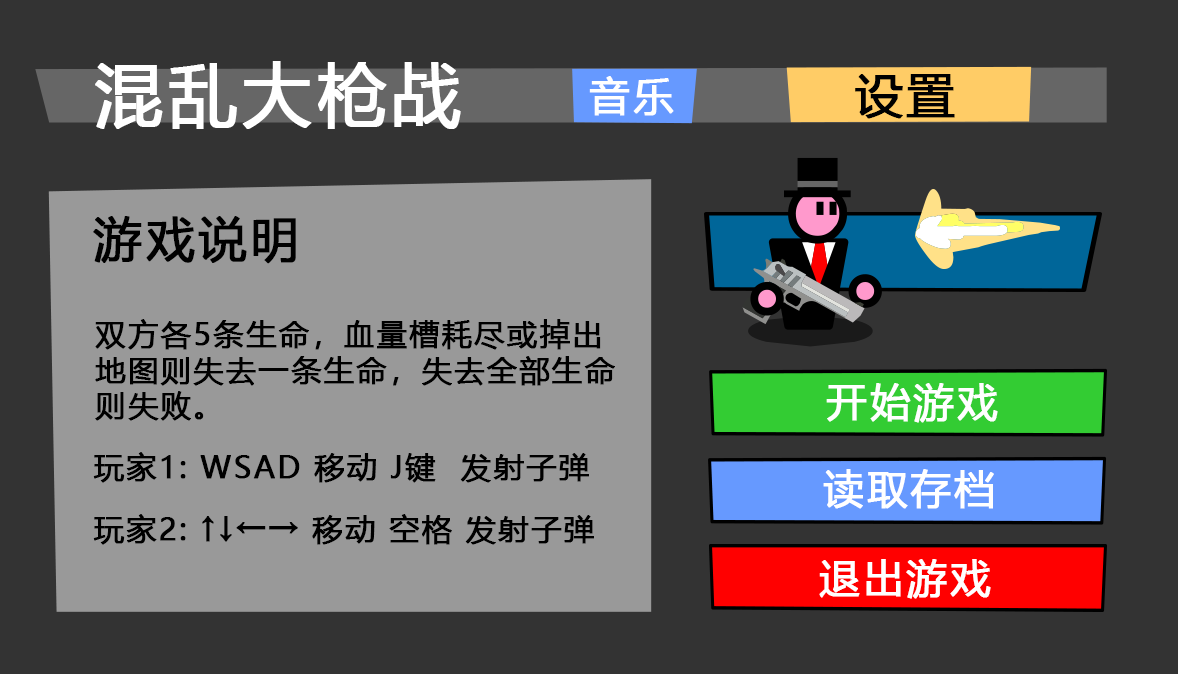 混乱大枪战
音乐
设置
游戏说明
双方各5条生命，血量槽耗尽或掉出
地图则失去一条生命，失去全部生命
则失败。
玩家1: WSAD 移动 J键 发射子弹
玩家2: ↑↓←→ 移动 空格 发射子弹
开始游戏
读取存档
退出游戏